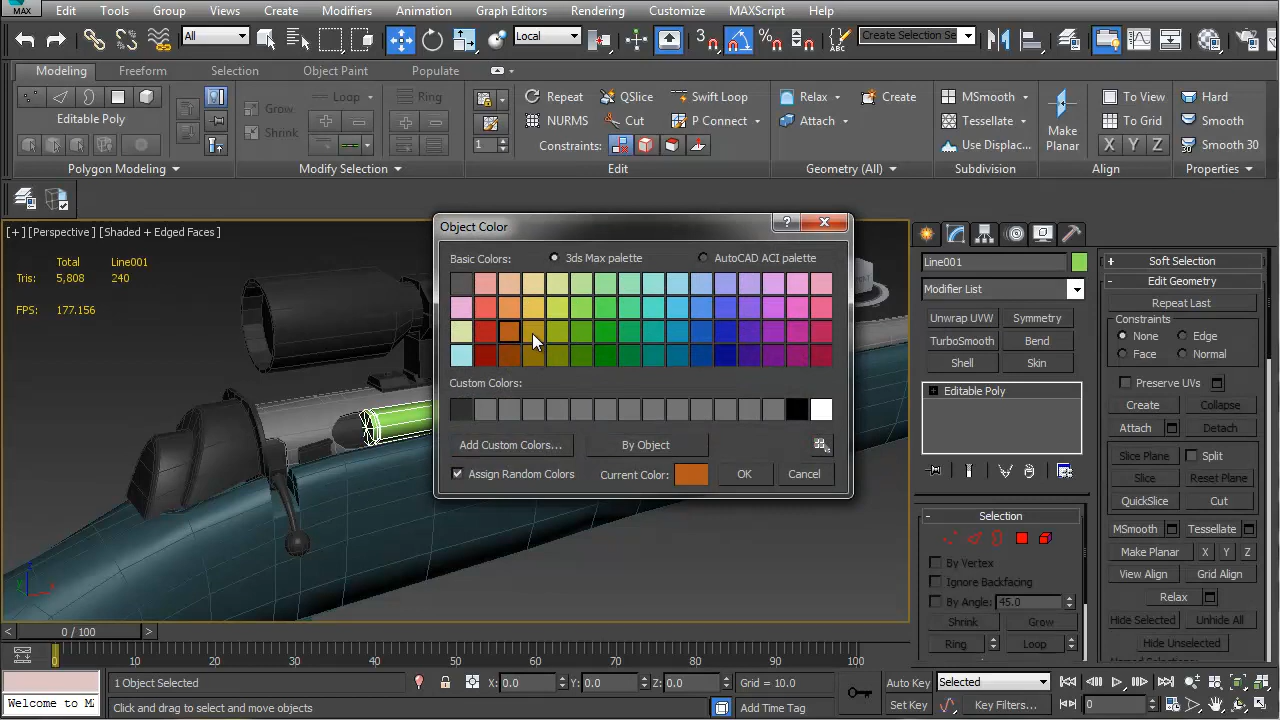 MAX Edit Tools Group Views Create Modifiers Animation Graph Editors Rendering Customize MAXScript Help
All Local Create Selection Se
Modeling Freeform Selection Object Paint Populate
Editable Poly
Polygon Modeling
Grow Loop Ring
Shrink
Modify Selection
Repeat QSlice Swift Loop
NURMS Cut P Connect
1 Constraints:
Edit
Relax Create
Attach
Geometry (All)
MSmooth
Tessellate
Use Displac...
Subdivision
Make
Planar
To View
To Grid
X Y Z
Align
Hard
Smooth
Smooth 30
Properties
[+] [Perspective ] [Shaded + Edged Faces ]
Total Line001
Tris: 5,808 240
FPS: 177.156
Object Color
Basic Colors: 3ds Max palette AutoCAD ACI palette
Custom Colors:
Add Custom Colors... By Object
Assign Random Colors Current Color: OK Cancel
Line001
Modifier List
Unwrap UVW Symmetry
TurboSmooth Bend
Shell Skin
Editable Poly
Selection
By Vertex
Ignore Backfacing
By Angle: 45.0
Shrink Grow
Ring Loop
Soft Selection
Edit Geometry
Repeat Last
Constraints
None Edge
Face Normal
Preserve UVs
Create Collapse
Attach Detach
Slice Plane Split
Slice Reset Plane
QuickSlice Cut
MSmooth Tessellate
Make Planar X Y Z
View Align Grid Align
Relax
Hide Selected Unhide All
Hide Unselected
< 0 / 100 >
0 10 20 30 40 50 60 70 80 90 100
1 Object Selected X: 0.0 Y: 0.0 Z: 0.0 Grid = 10.0 Auto Key Selected
Welcome to M Click and drag to select and move objects Add Time Tag Set Key Key Filters... 0